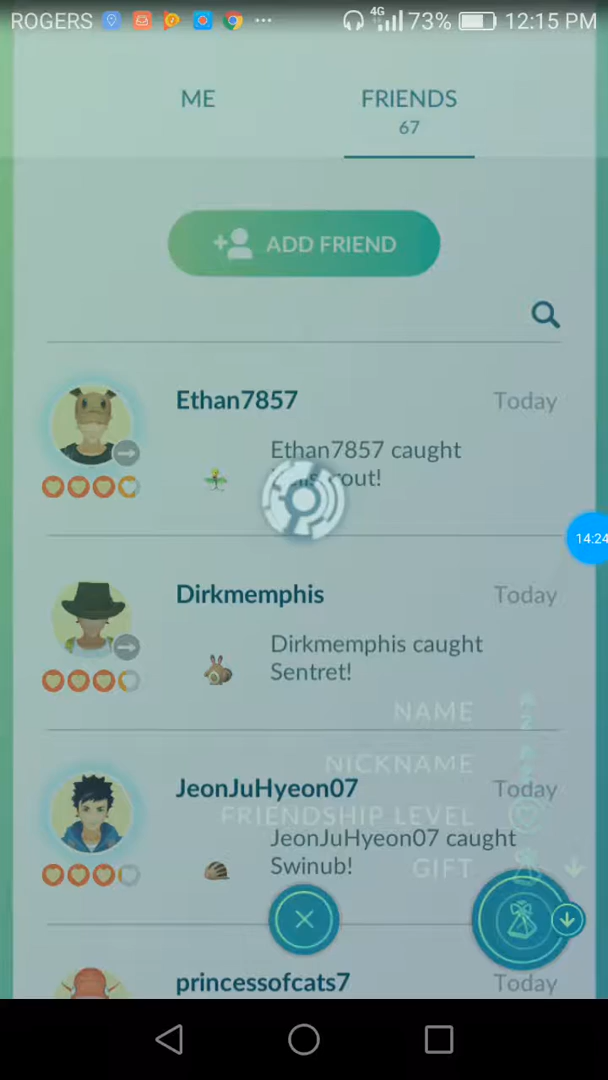 ROGERS ... 4G 73% 12:15 PM
ME FRIENDS
67
ADD FRIEND
Ethan7857 Today
Ethan7857 caught
rout!
14:24
Dirkmemphis Today
Dirkmemphis caught
Sentret!
NAME
NICKNAME
JeonJuHyeon07 Today
FRIENDSHIP LEVEL
JeonJuHyeon07 caught
Swinub! GIFT
princessofcats7 Today